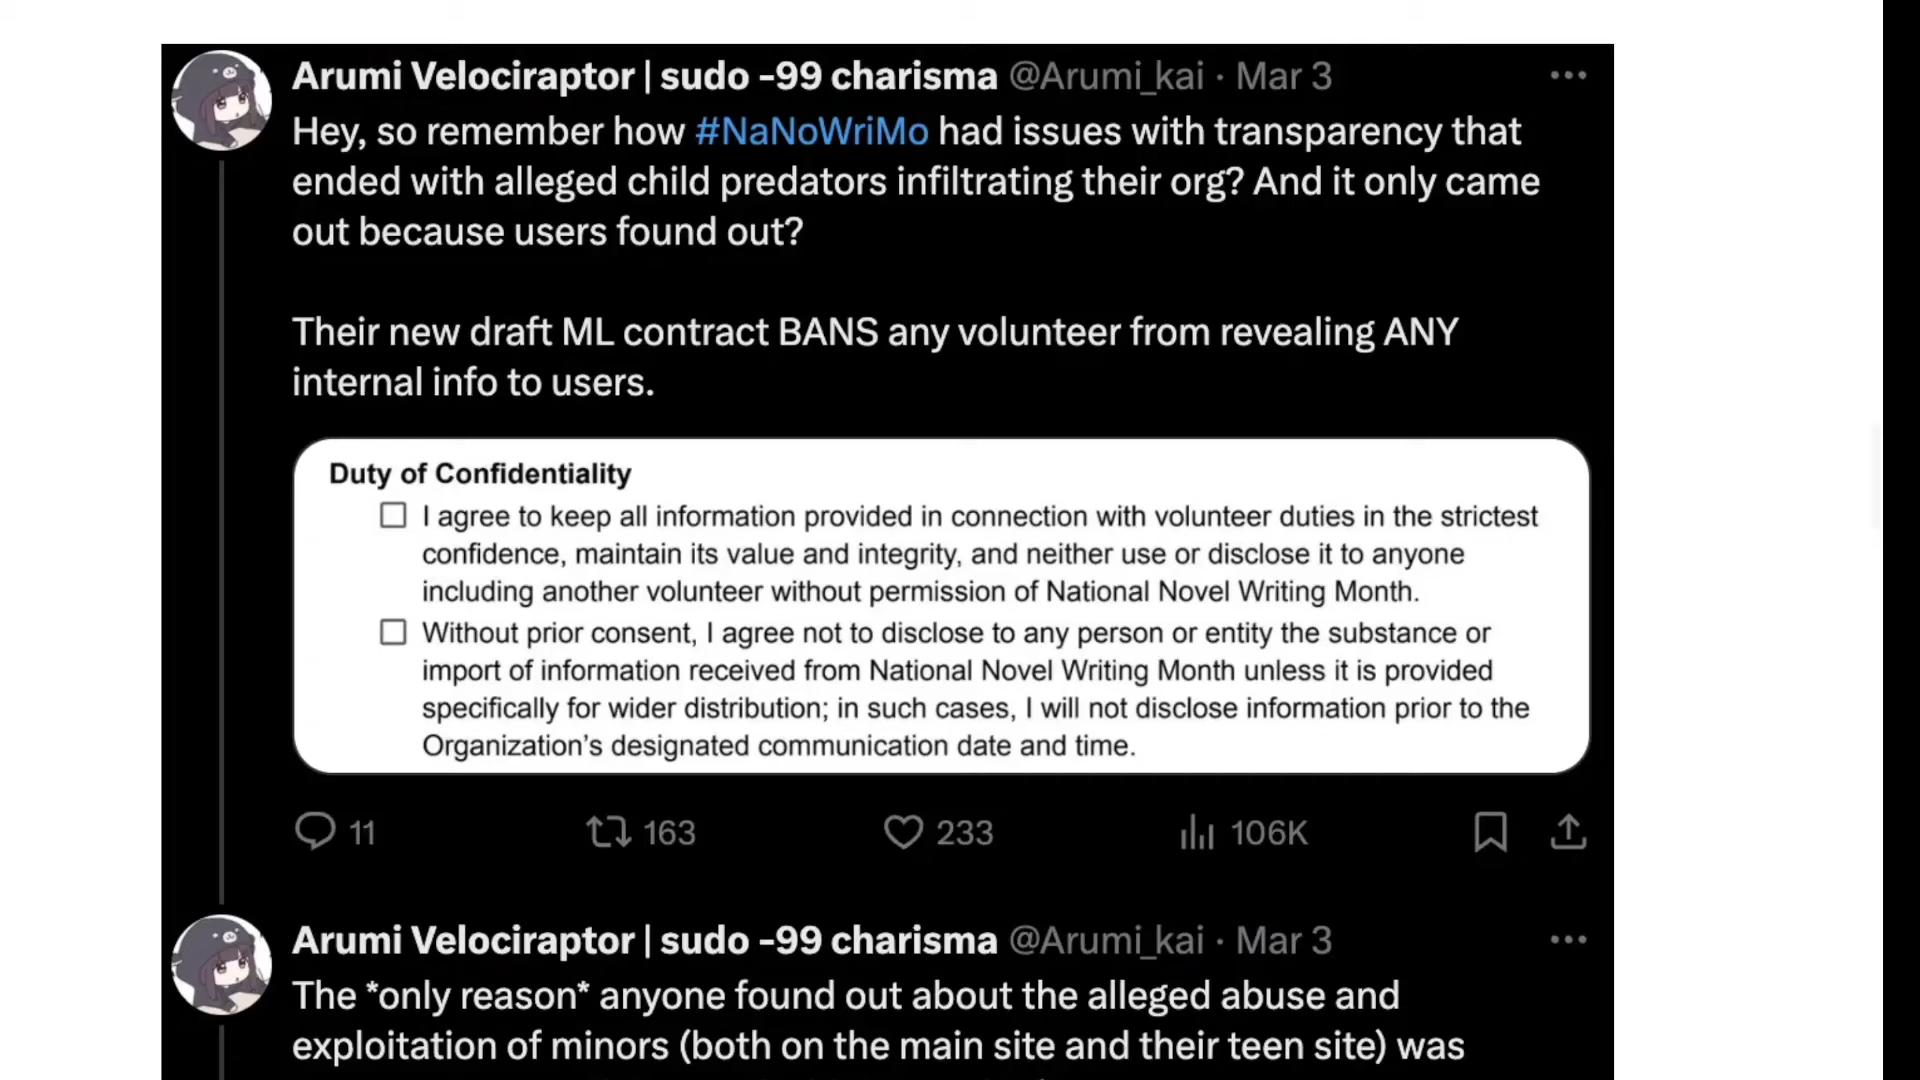 Arumi Velociraptor | sudo -99 charisma @Arumi_kai · Mar 3
Hey, so remember how #NaNoWriMo had issues with transparency that
ended with alleged child predators infiltrating their org? And it only came
out because users found out?
Their new draft ML contract BANS any volunteer from revealing ANY
internal info to users.
Duty of Confidentiality
I agree to keep all information provided in connection with volunteer duties in the strictest
confidence, maintain its value and integrity, and neither use or disclose it to anyone
including another volunteer without permission of National Novel Writing Month.
Without prior consent, I agree not to disclose to any person or entity the substance or
import of information received from National Novel Writing Month unless it is provided
specifically for wider distribution; in such cases, I will not disclose information prior to the
Organization's designated communication date and time.
11 163 233 106K
Arumi Velociraptor | sudo -99 charisma @Arumi_kai · Mar 3
The *only reason* anyone found out about the alleged abuse and
exploitation of minors (both on the main site and their teen site) was